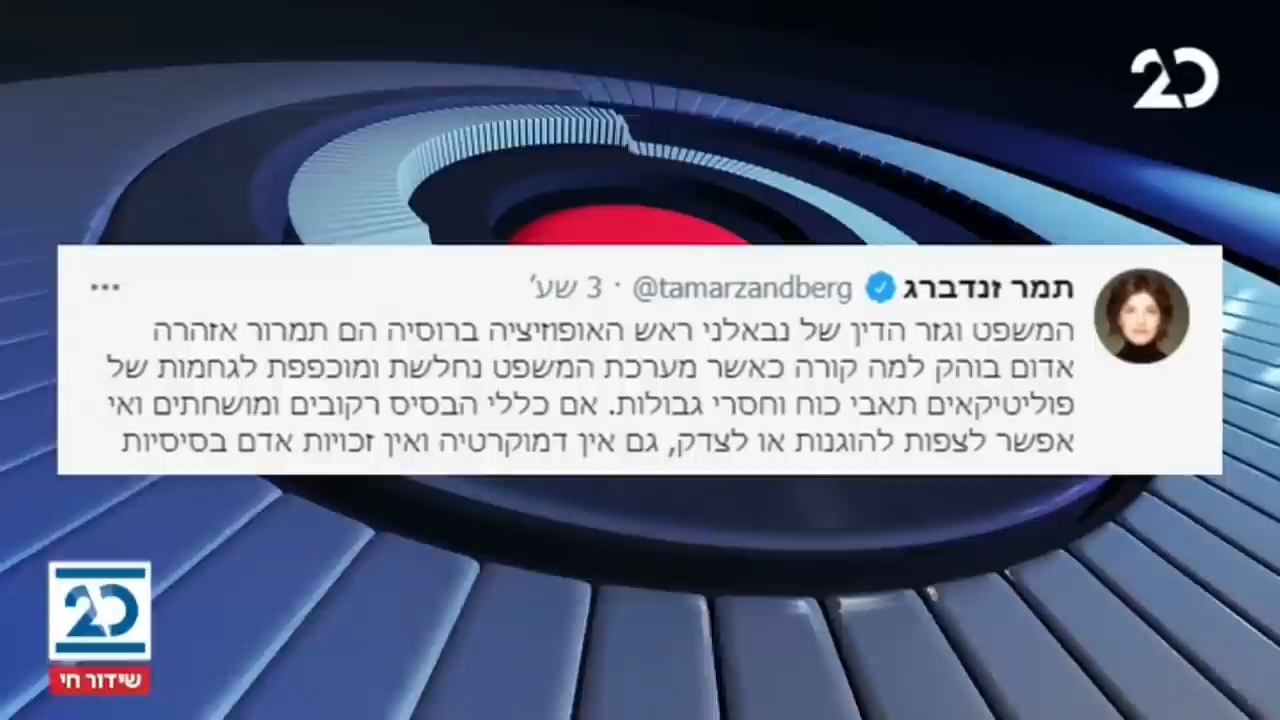 20
תמר זנדברג @tamarzandberg · 3 שע'
המשפט וגזר הדין של נבאלני ראש האופוזיציה ברוסיה הם תמרור אזהרה
אדום בוהק למה קורה כאשר מערכת המשפט נחלשת ומוכפפת לגחמות של
פוליטיקאים תאבי כוח וחסרי גבולות. אם כללי הבסיס רקובים ומושחתים ואי
אפשר לצפות להוגנות או לצדק, גם אין דמוקרטיה ואין זכויות אדם בסיסיות
20
שידור חי